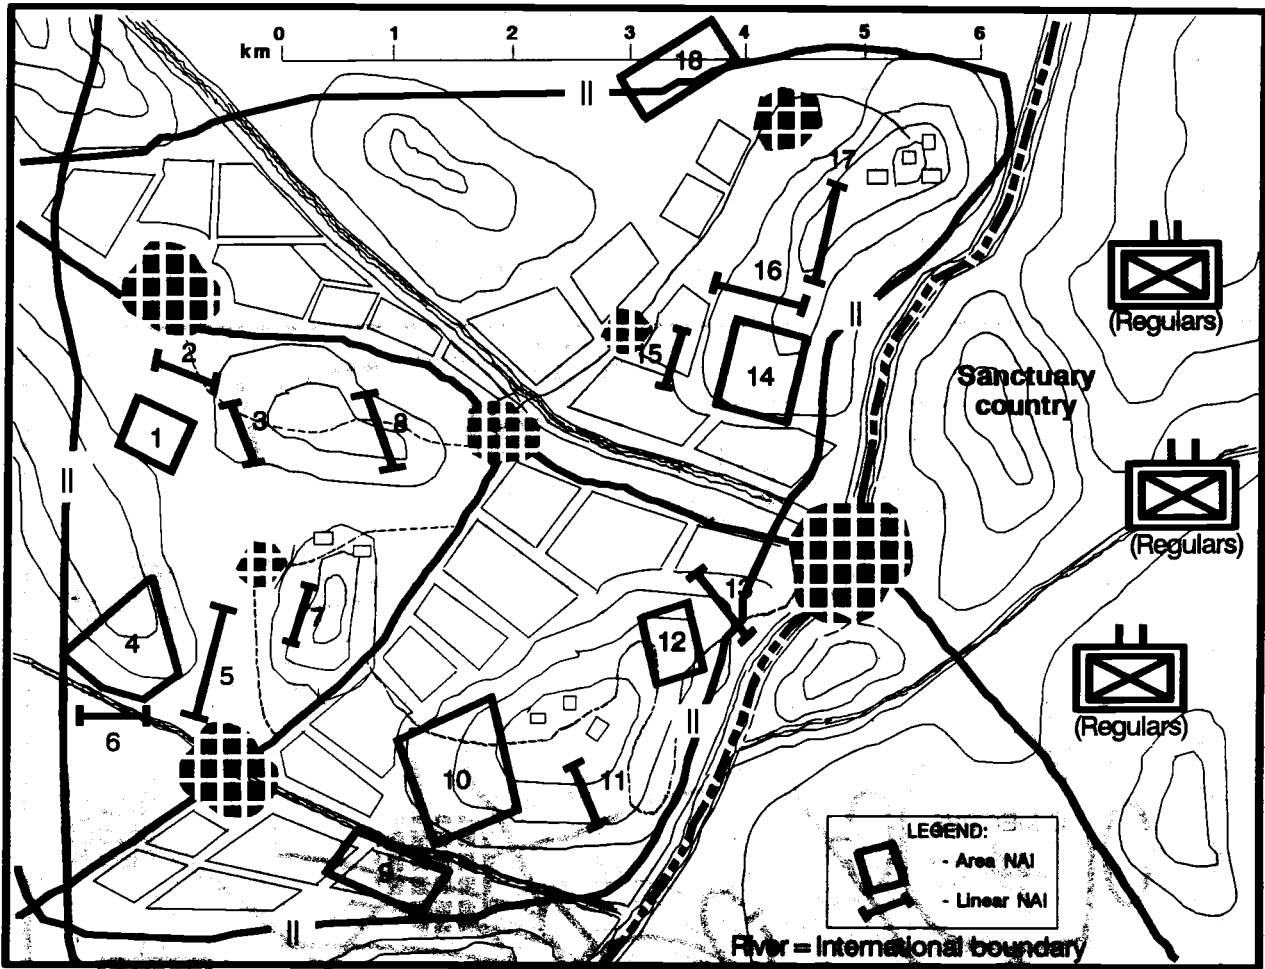 0 1 2 3 4 5 6
km
18
17
16
(Regulars)
2
15
14
Sanctuary
country
3
8
1
(Regulars)
7
13
12
4
5
6
(Regulars)
10
11
9
LEGEND:
- Area NAI
- Linear NAI
River = International boundary